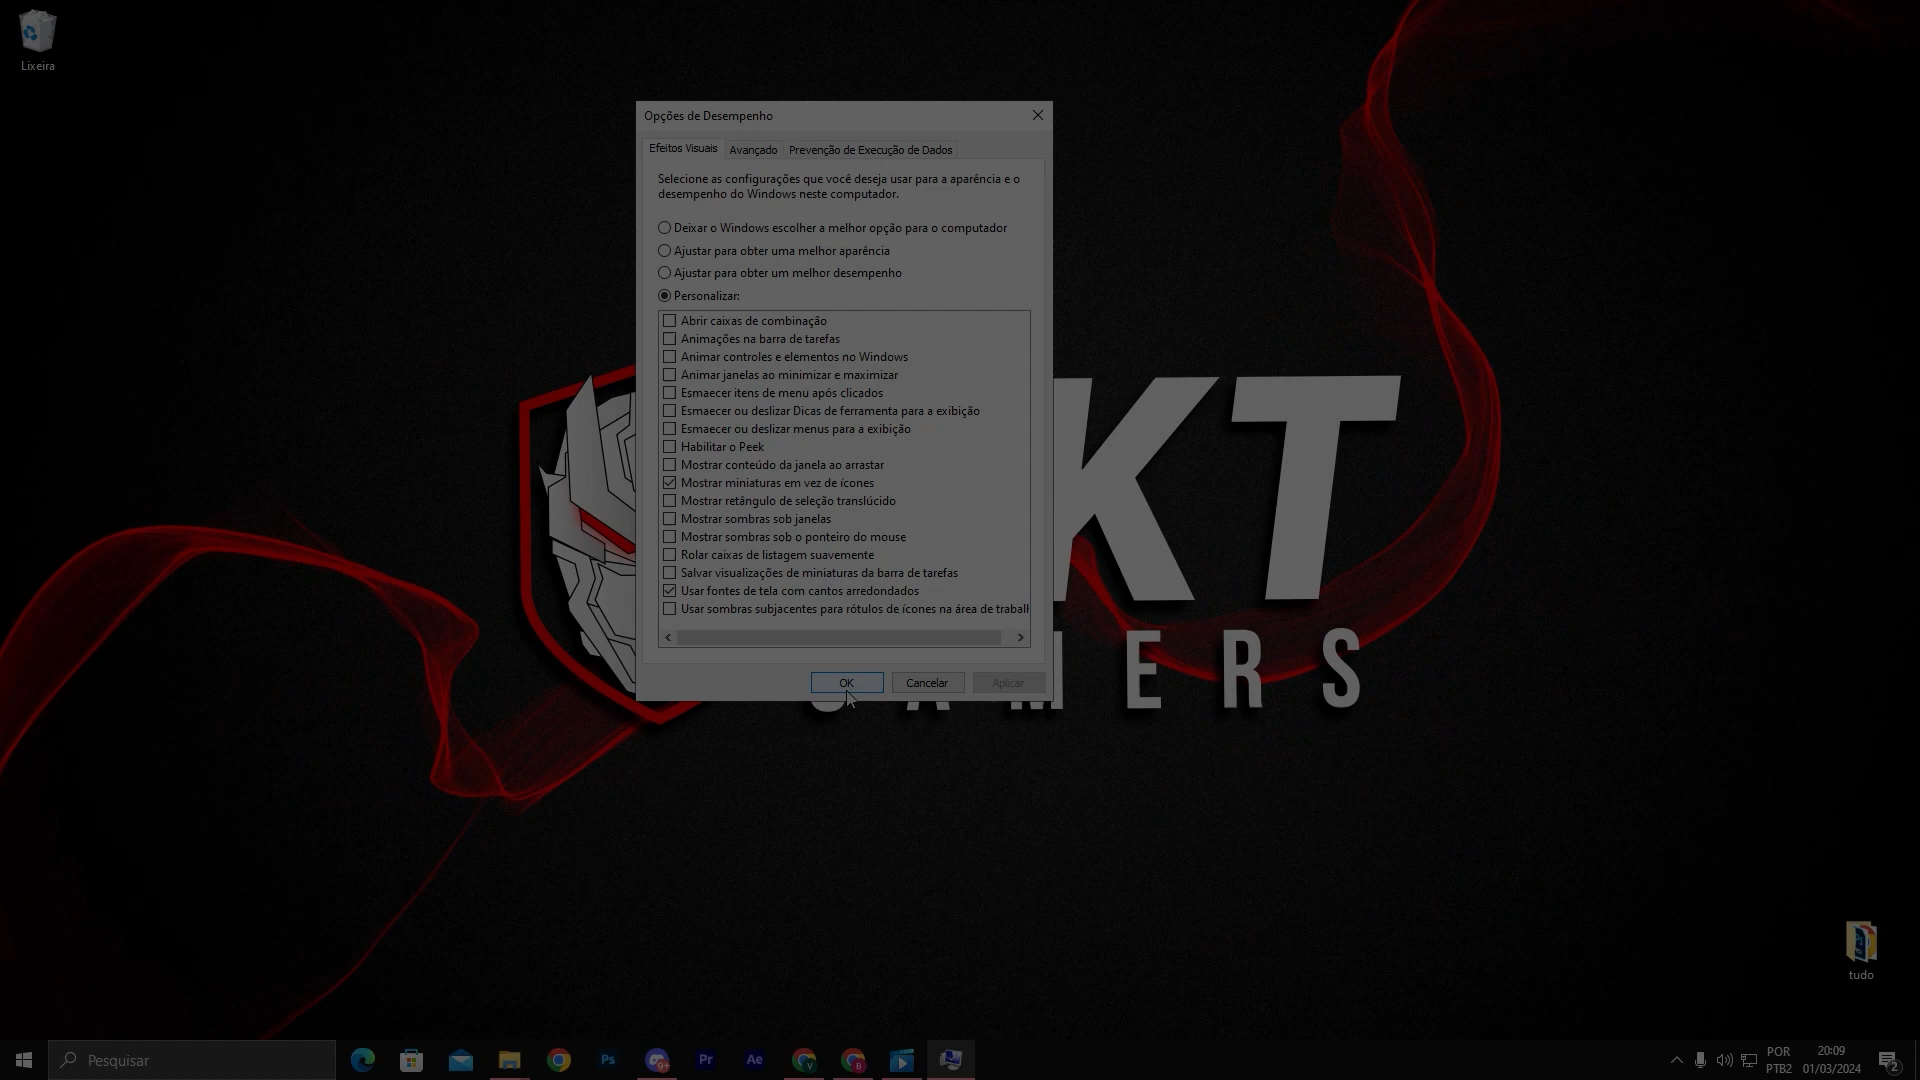 Lixeira
Opções de Desempenho
Efeitos Visuais
Avançado
Prevenção de Execução de Dados
Selecione as configurações que você deseja usar para a aparência e o
desempenho do Windows neste computador.
Deixar o Windows escolher a melhor opção para o computador
Ajustar para obter uma melhor aparência
Ajustar para obter um melhor desempenho
Personalizar:
Abrir caixas de combinação
Animações na barra de tarefas
Animar controles e elementos no Windows
Animar janelas ao minimizar e maximizar
Esmaecer itens de menu após clicados
Esmaecer ou deslizar Dicas de ferramenta para a exibição
Esmaecer ou deslizar menus para a exibição
Habilitar o Peek
Mostrar conteúdo da janela ao arrastar
Mostrar miniaturas em vez de ícones
Mostrar retângulo de seleção translúcido
Mostrar sombras sob janelas
Mostrar sombras sob o ponteiro do mouse
Rolar caixas de listagem suavemente
Salvar visualizações de miniaturas da barra de tarefas
Usar fontes de tela com cantos arredondados
Usar sombras subjacentes para rótulos de ícones na área de trabalh
OK
Cancelar
Aplicar
KT
MERS
tudo
Pesquisar
Ps
9+
Pr
Ae
V
B
POR
PTB2
20:09
01/03/2024
2